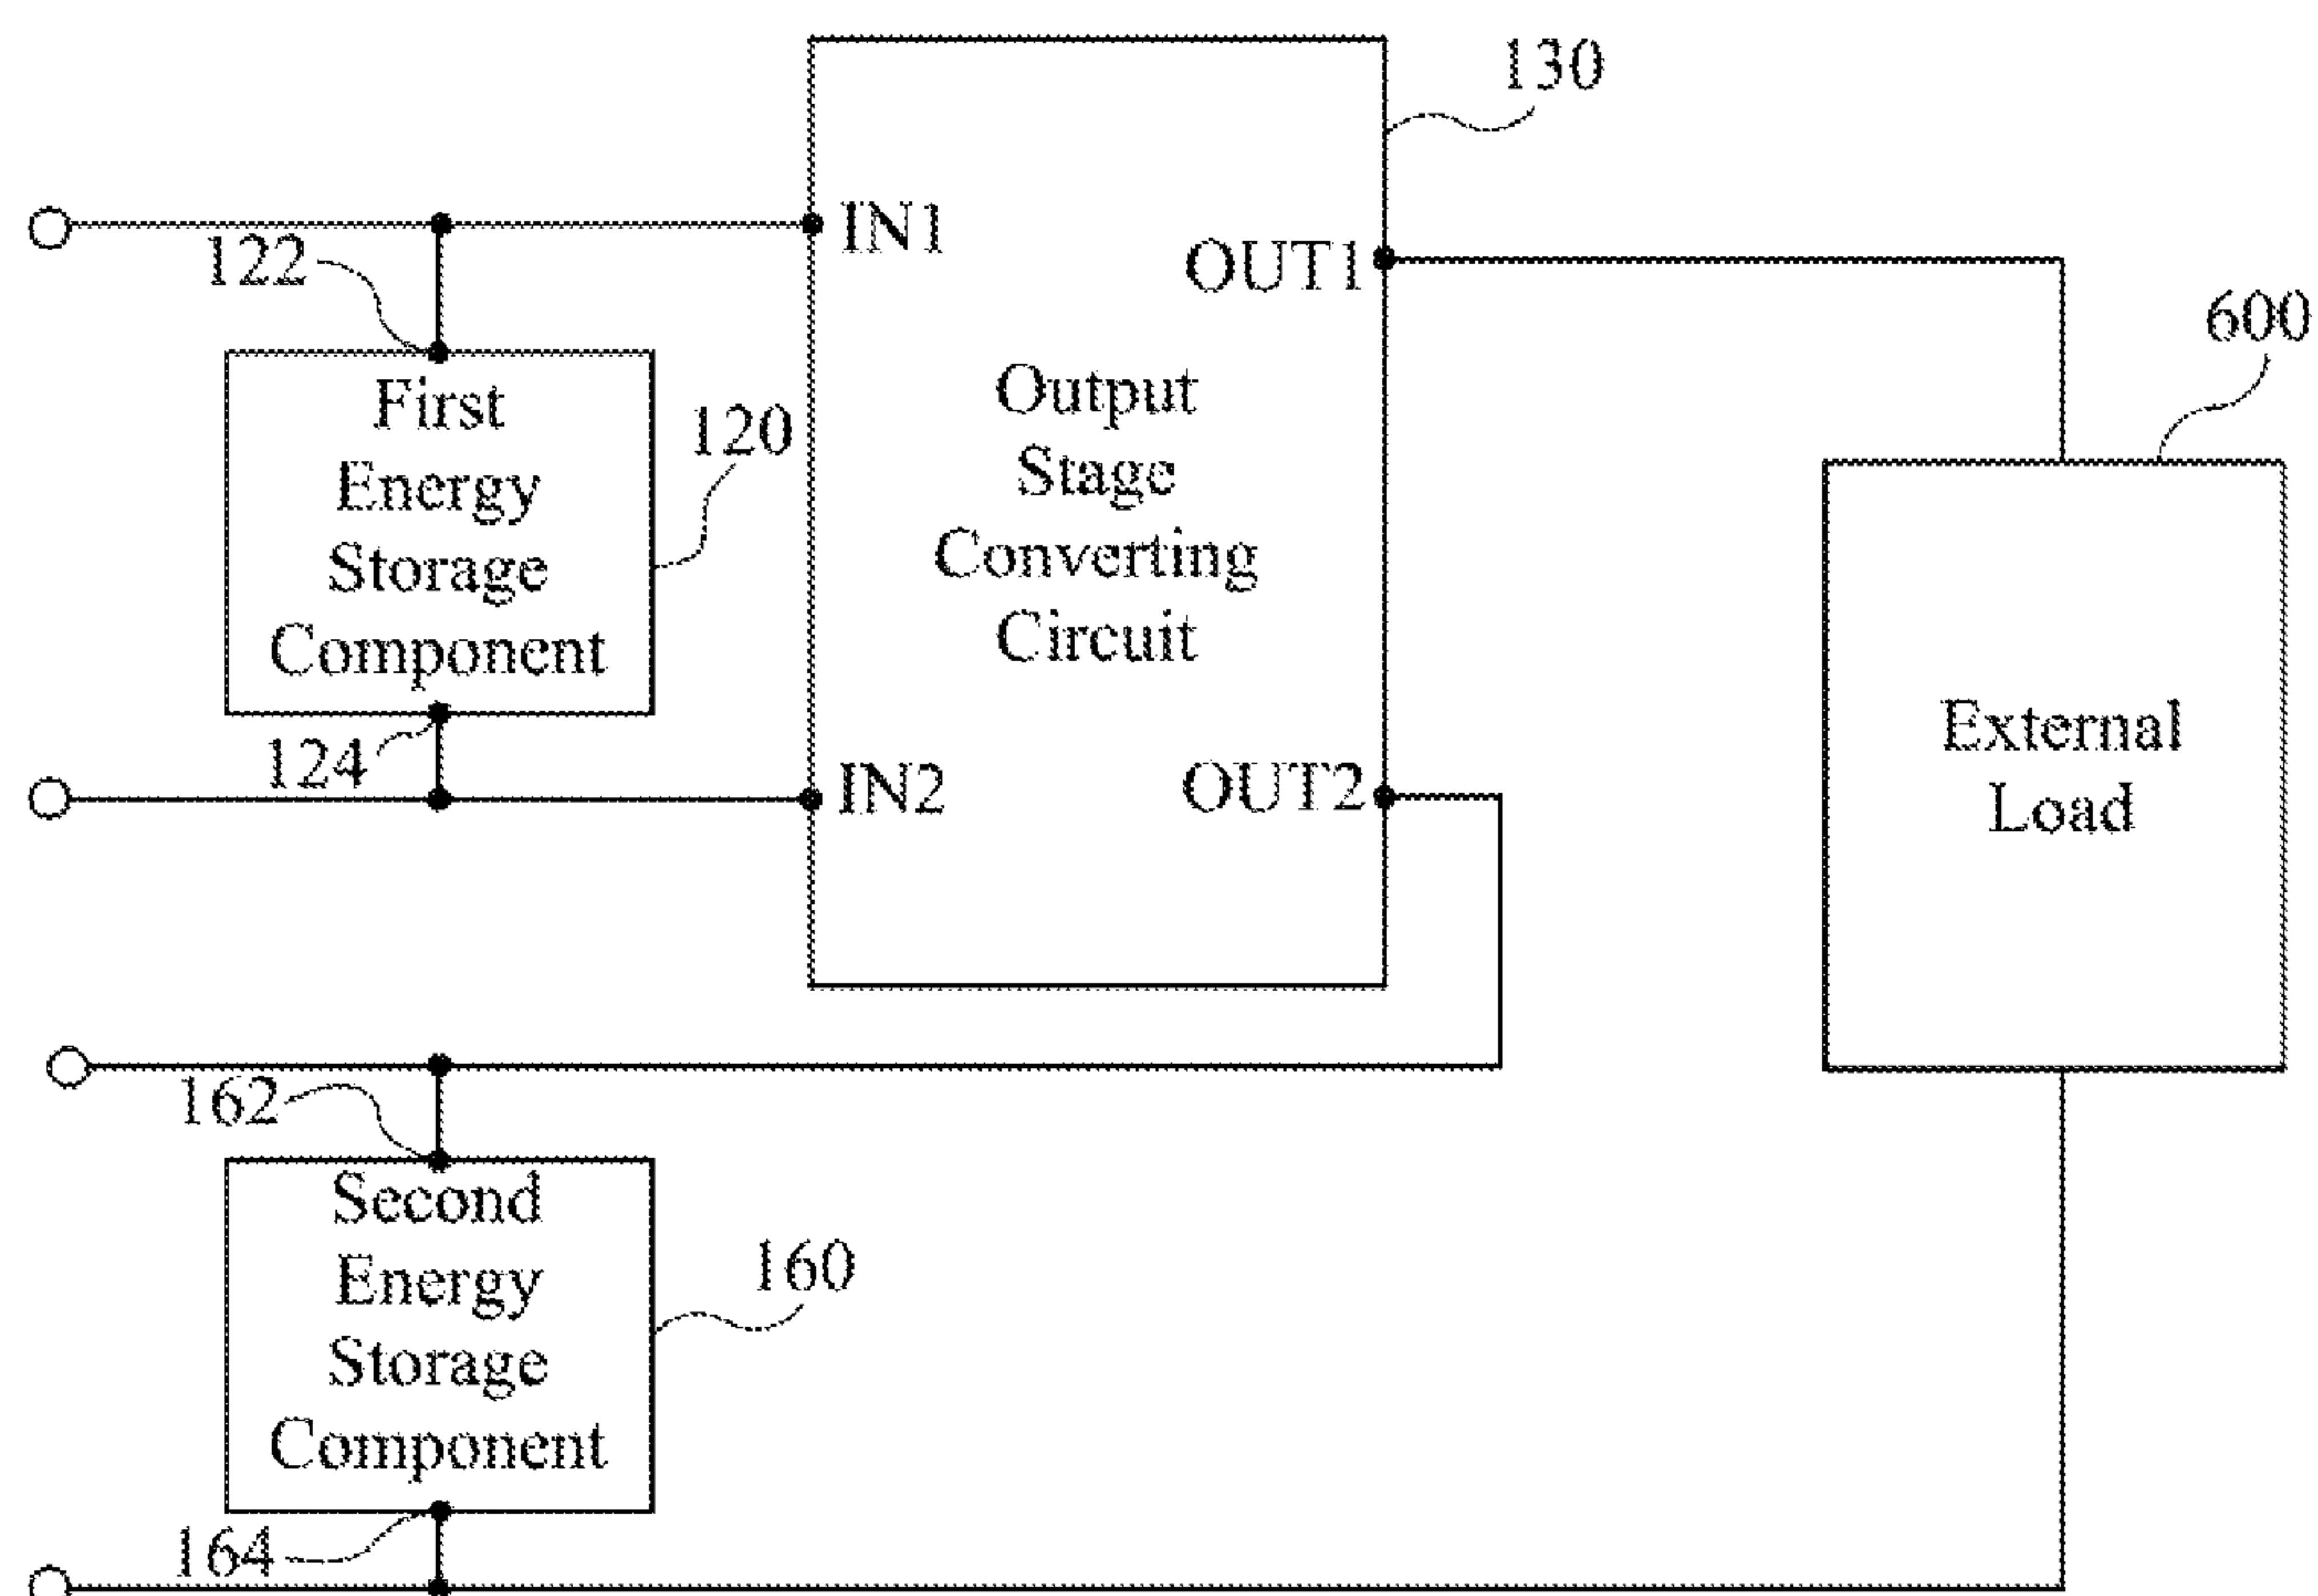 130
IN1
122
OUT1
600
First
Energy
Storage
Component
120
Output
Stage
Converting
Circuit
124
IN2
OUT2
External
Load
162
Second
Energy
Storage
Component
160
164